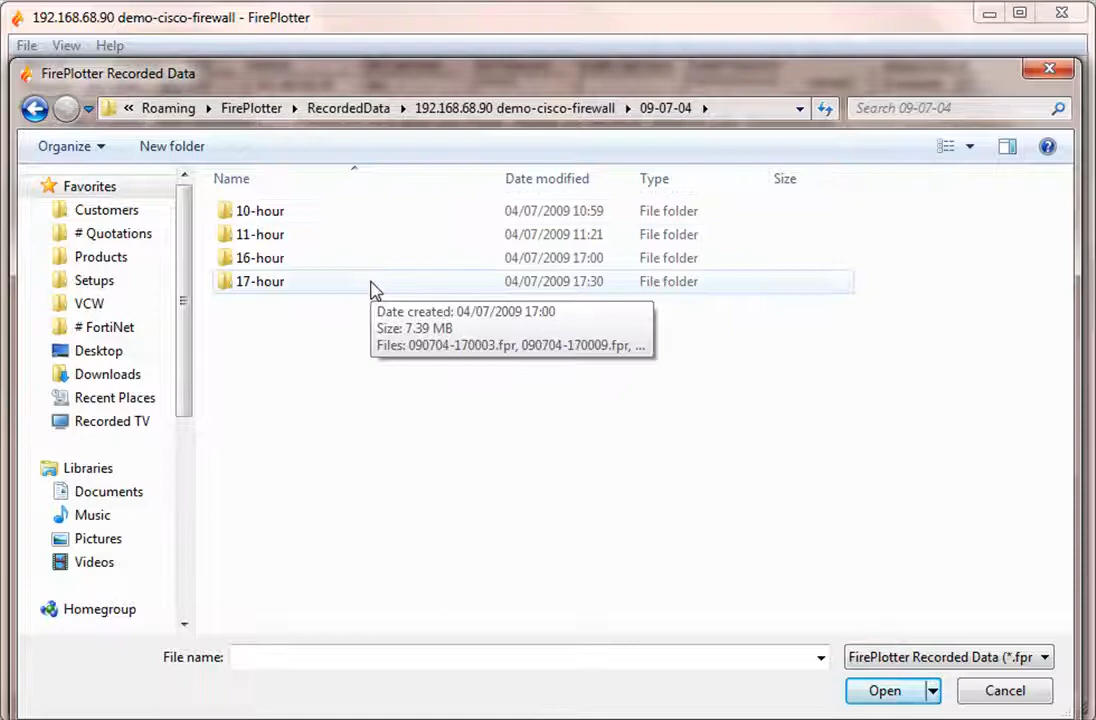 192.168.68.90 demo-cisco-firewall - FirePlotter
File View Help
FirePlotter Recorded Data
« Roaming FirePlotter RecordedData 192.168.68.90 demo-cisco-firewall 09-07-04 Search 09-07-04
Organize New folder
Name Date modified Type Size
Favorites
Customers
# Quotations
Products
Setups
VCW
# FortiNet
Desktop
Downloads
Recent Places
Recorded TV
Libraries
Documents
Music
Pictures
Videos
Homegroup
10-hour 04/07/2009 10:59 File folder
11-hour 04/07/2009 11:21 File folder
16-hour 04/07/2009 17:00 File folder
17-hour 04/07/2009 17:30 File folder
Date created: 04/07/2009 17:00
Size: 7.39 MB
Files: 090704-170003.fpr, 090704-170009.fpr, ...
File name: FirePlotter Recorded Data (*.fpr
Open Cancel